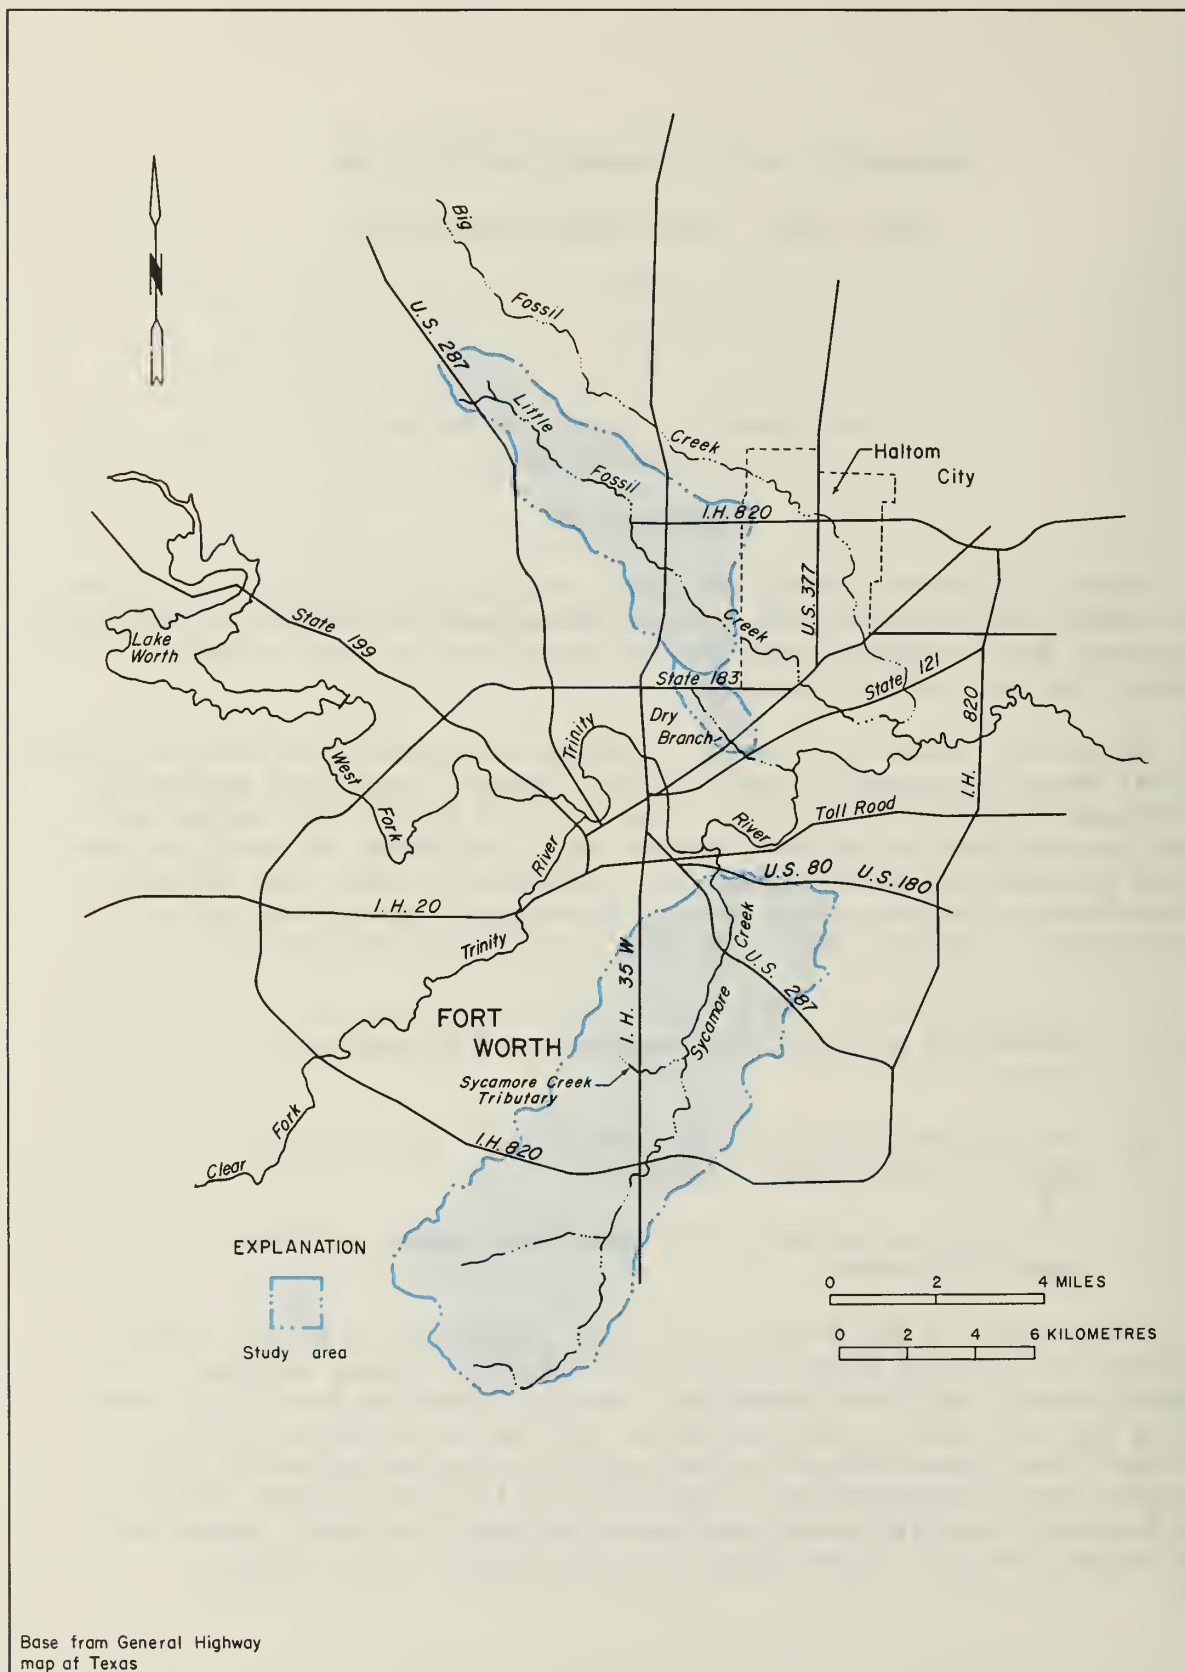 N
Big
Fossil
Creek
U.S. 287
Little
Fossil
Creek
Haltom
City
I.H. 820
U.S. 377
State 199
Lake
Worth
State 183
State 121
Dry
Branch
Trinity
West
Fork
River
River
Toll Road
I.H. 820
U.S. 80
U.S. 180
I.H. 20
Trinity
I.H. 35 W
Creek
U.S. 287
Sycamore
FORT
WORTH
Sycamore Creek
Tributary
Fork
Clear
I.H. 820
EXPLANATION
Study area
0 2 4 MILES
0 2 4 6 KILOMETRES
Base from General Highway
map of Texas